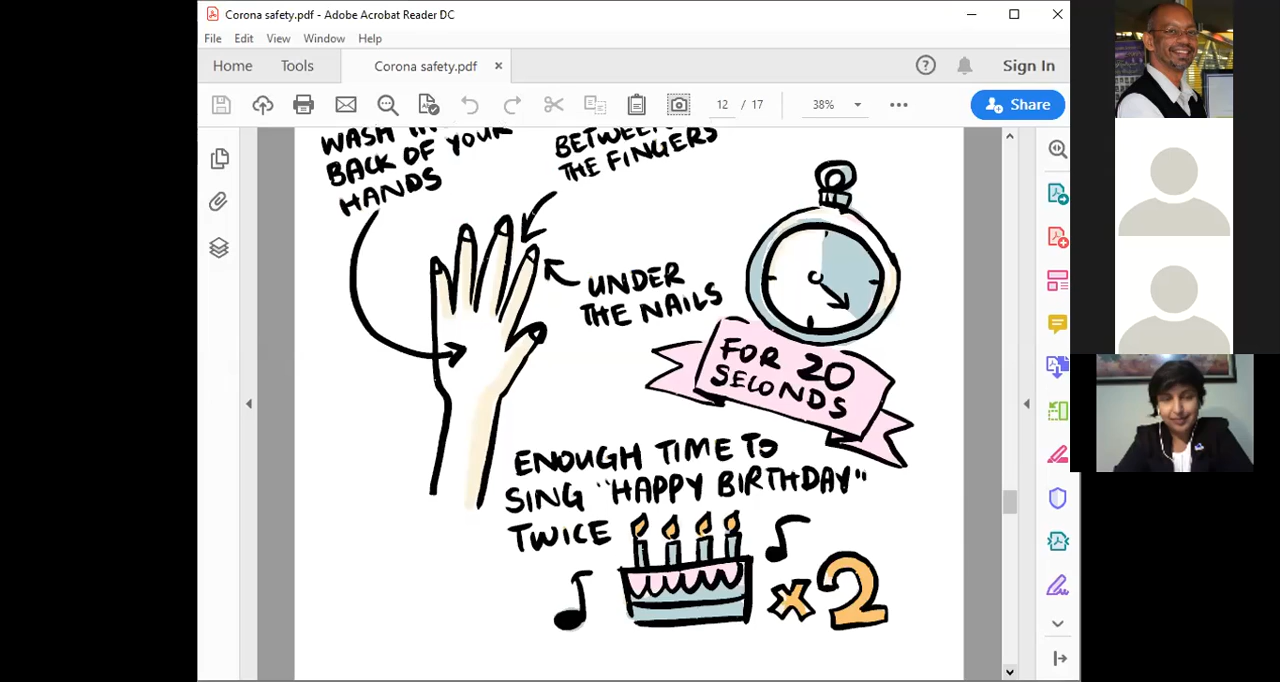 Corona safety.pdf - Adobe Acrobat Reader DC
File Edit View Window Help
Home Tools Corona safety.pdf × Sign In
12 / 17 38% Share
WASH
BACK OF YOUR
HANDS
BETWEEN
THE FINGERS
UNDER
THE NAILS
FOR 20
SECONDS
ENOUGH TIME TO
SING "HAPPY BIRTHDAY"
TWICE
x2